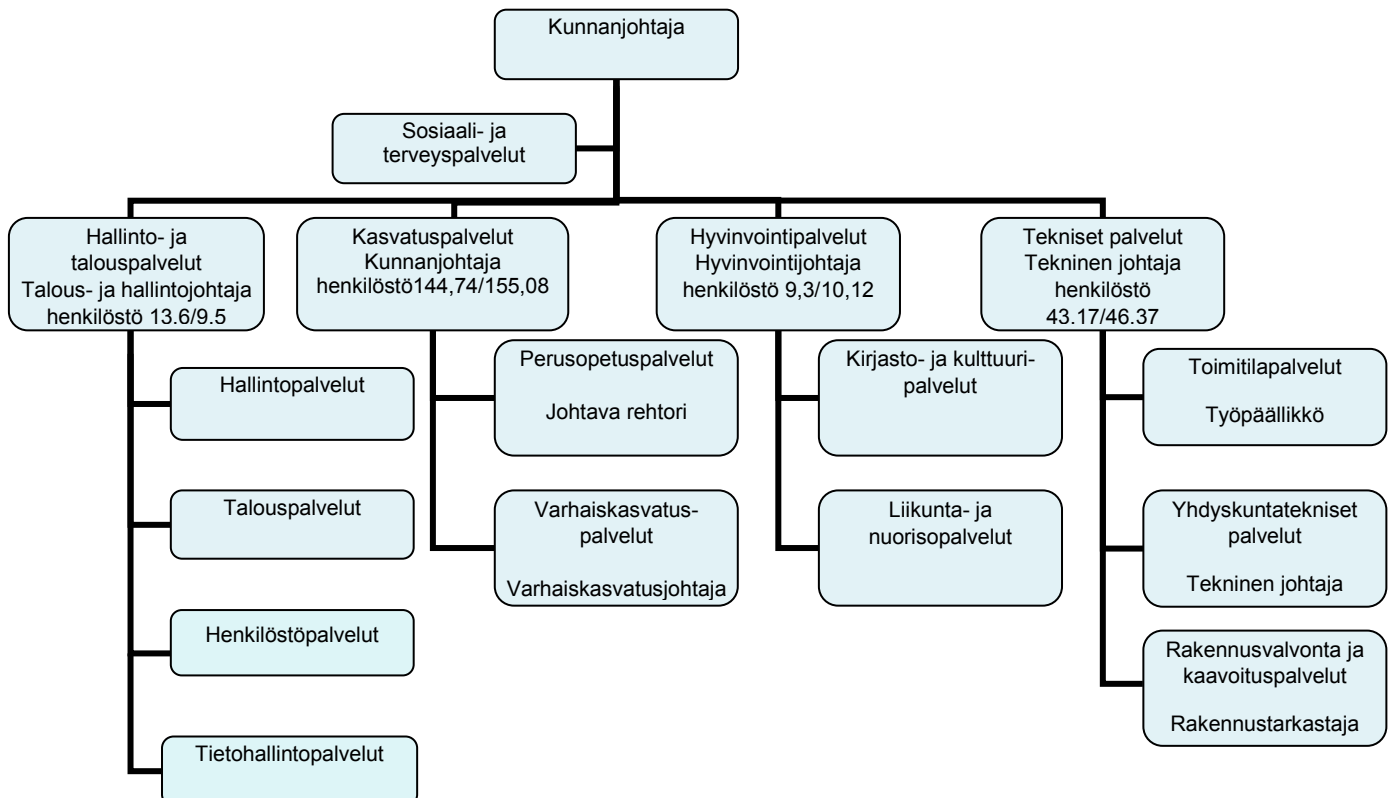 Kunnanjohtaja
Sosiaali- ja
terveyspalvelut
Hallinto- ja
talouspalvelut
Talous- ja hallintojohtaja
henkilöstö 13.6/9.5
Kasvatuspalvelut
Kunnanjohtaja
henkilöstö144,74/155,08
Hyvinvointipalvelut
Hyvinvointijohtaja
henkilöstö 9,3/10,12
Tekniset palvelut
Tekninen johtaja
henkilöstö
43.17/46.37
Hallintopalvelut
Talouspalvelut
Henkilöstöpalvelut
Tietohallintopalvelut
Perusopetuspalvelut
Johtava rehtori
Varhaiskasvatus-
palvelut
Varhaiskasvatusjohtaja
Kirjasto- ja kulttuuri-
palvelut
Liikunta- ja
nuorisopalvelut
Toimitilapalvelut
Työpäällikkö
Yhdyskuntatekniset
palvelut
Tekninen johtaja
Rakennusvalvonta ja
kaavoituspalvelut
Rakennustarkastaja